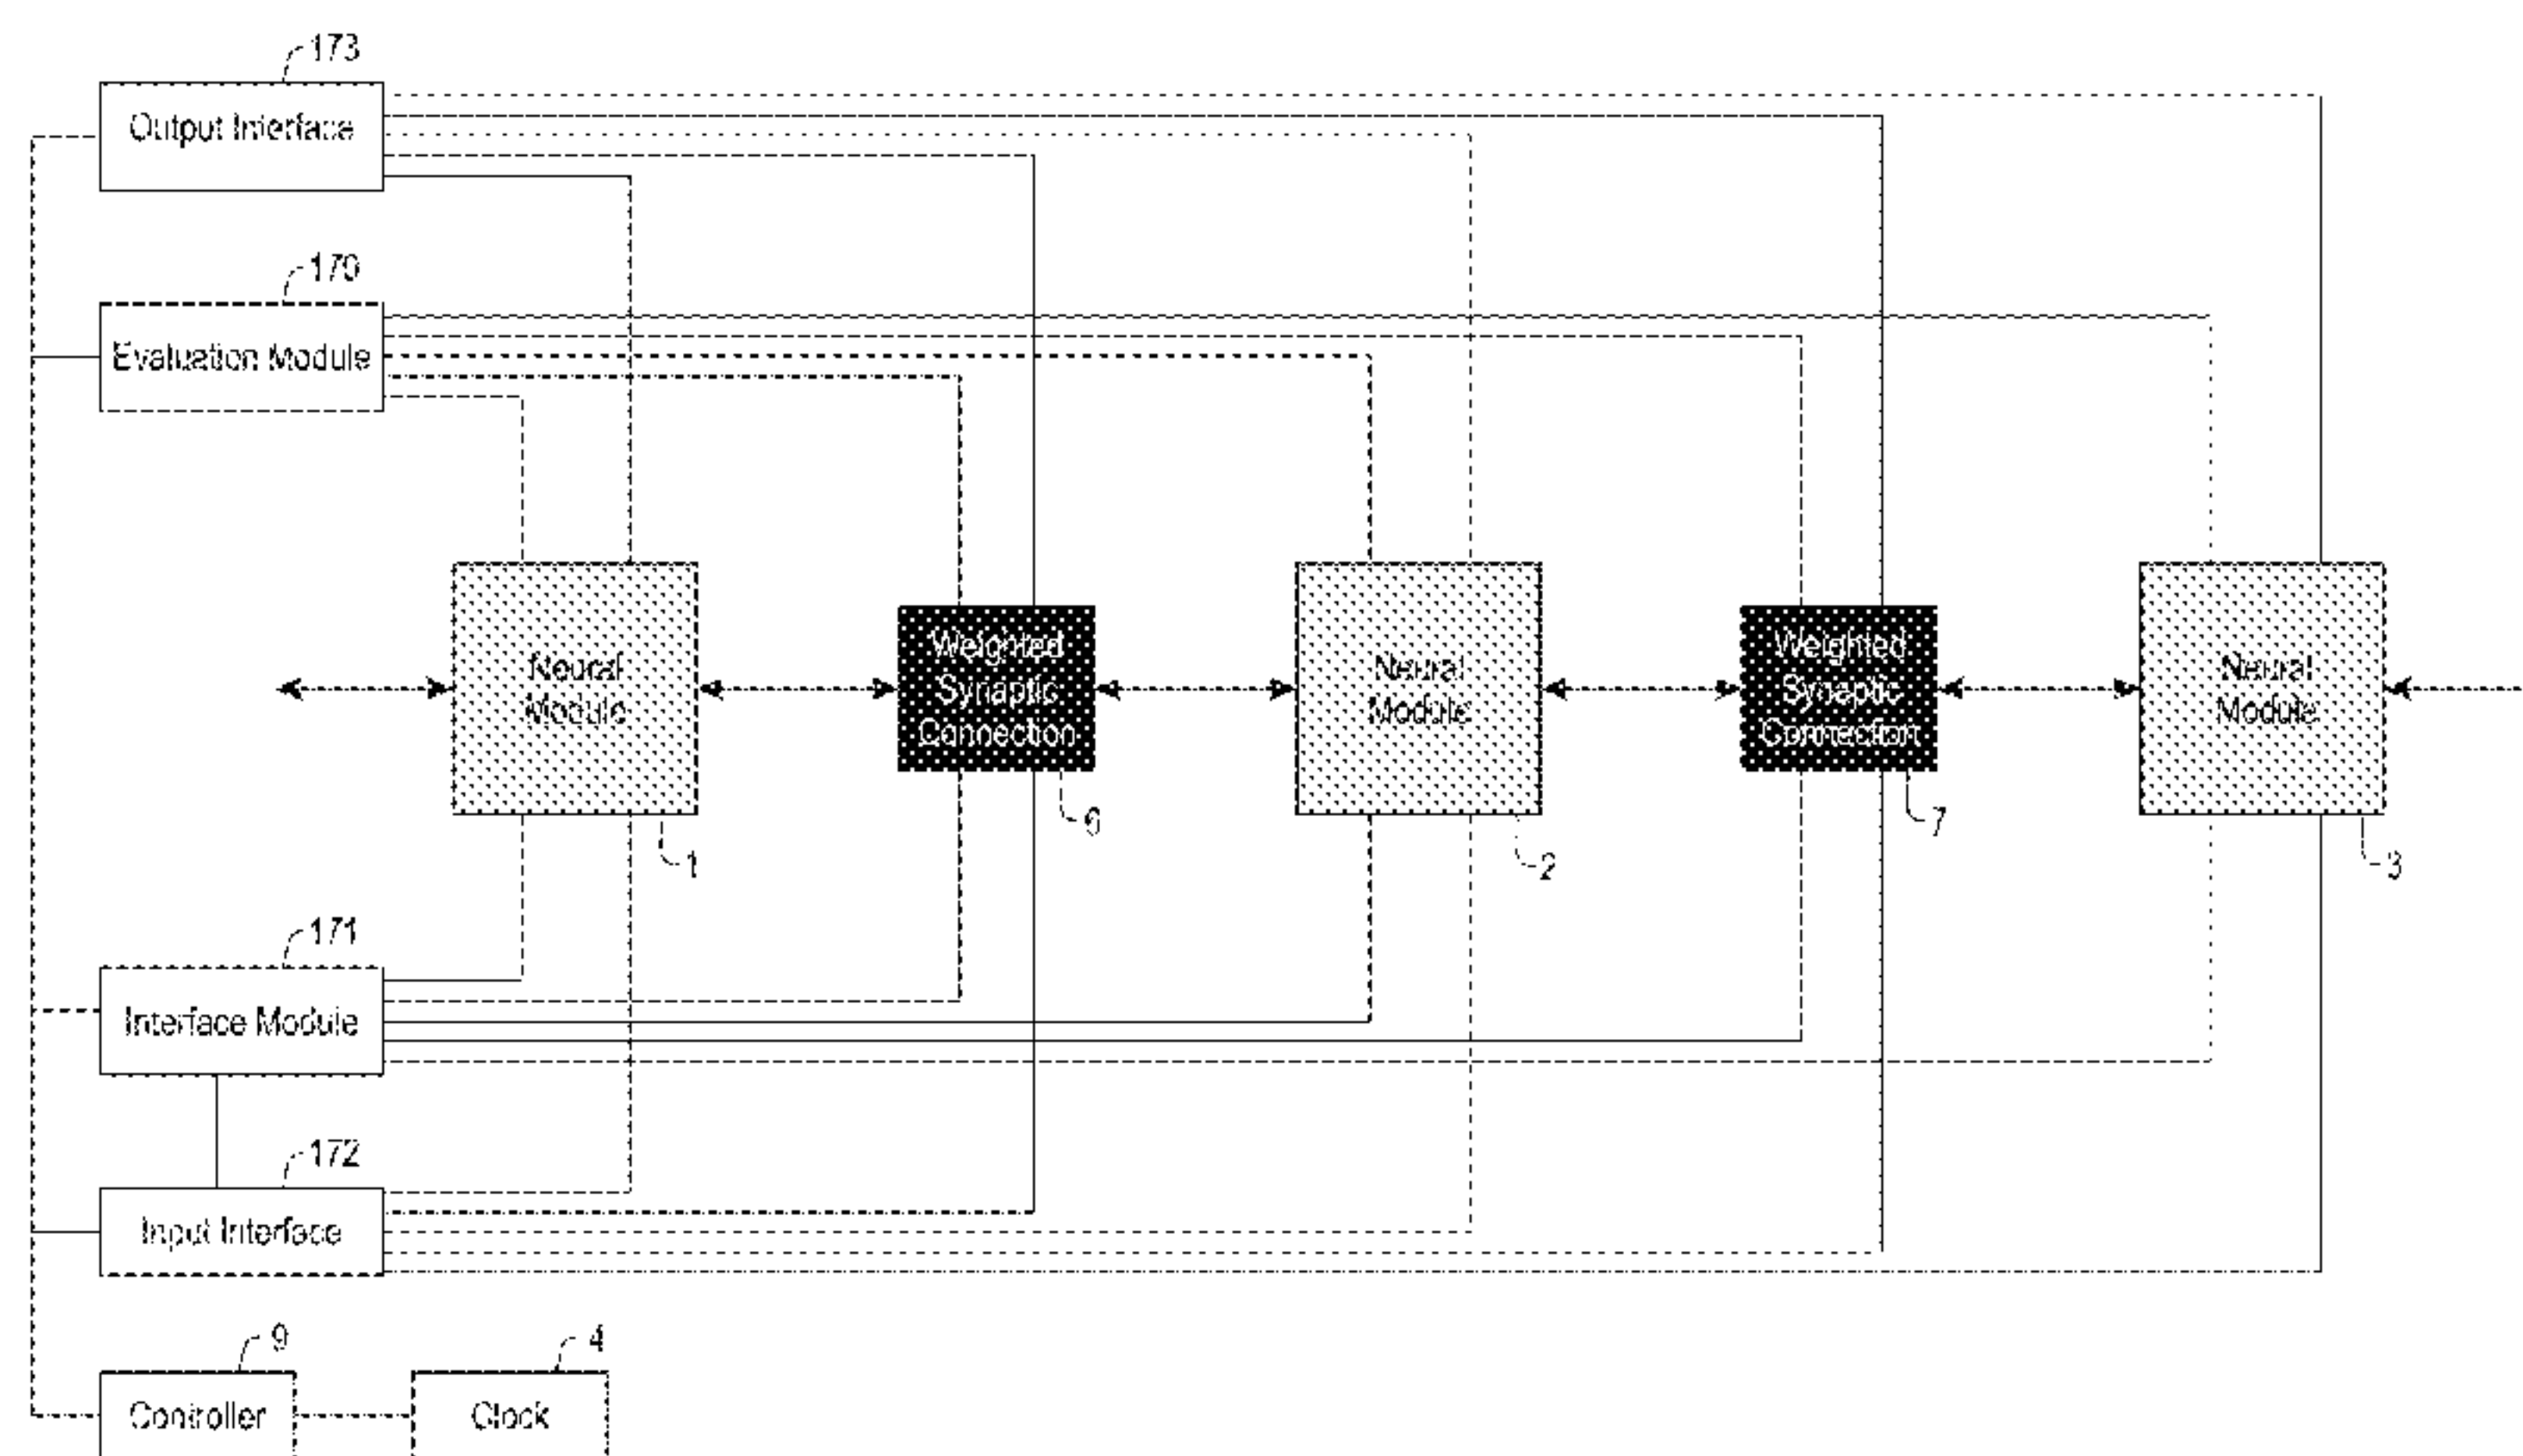 173
Output Interface
170
Evaluation Module
Neural
Module
1
Weighted
Synaptic
Connection
6
Neural
Module
2
Weighted
Synaptic
Connection
7
Neural
Module
3
171
Interface Module
172
Input Interface
9
Controller
4
Clock